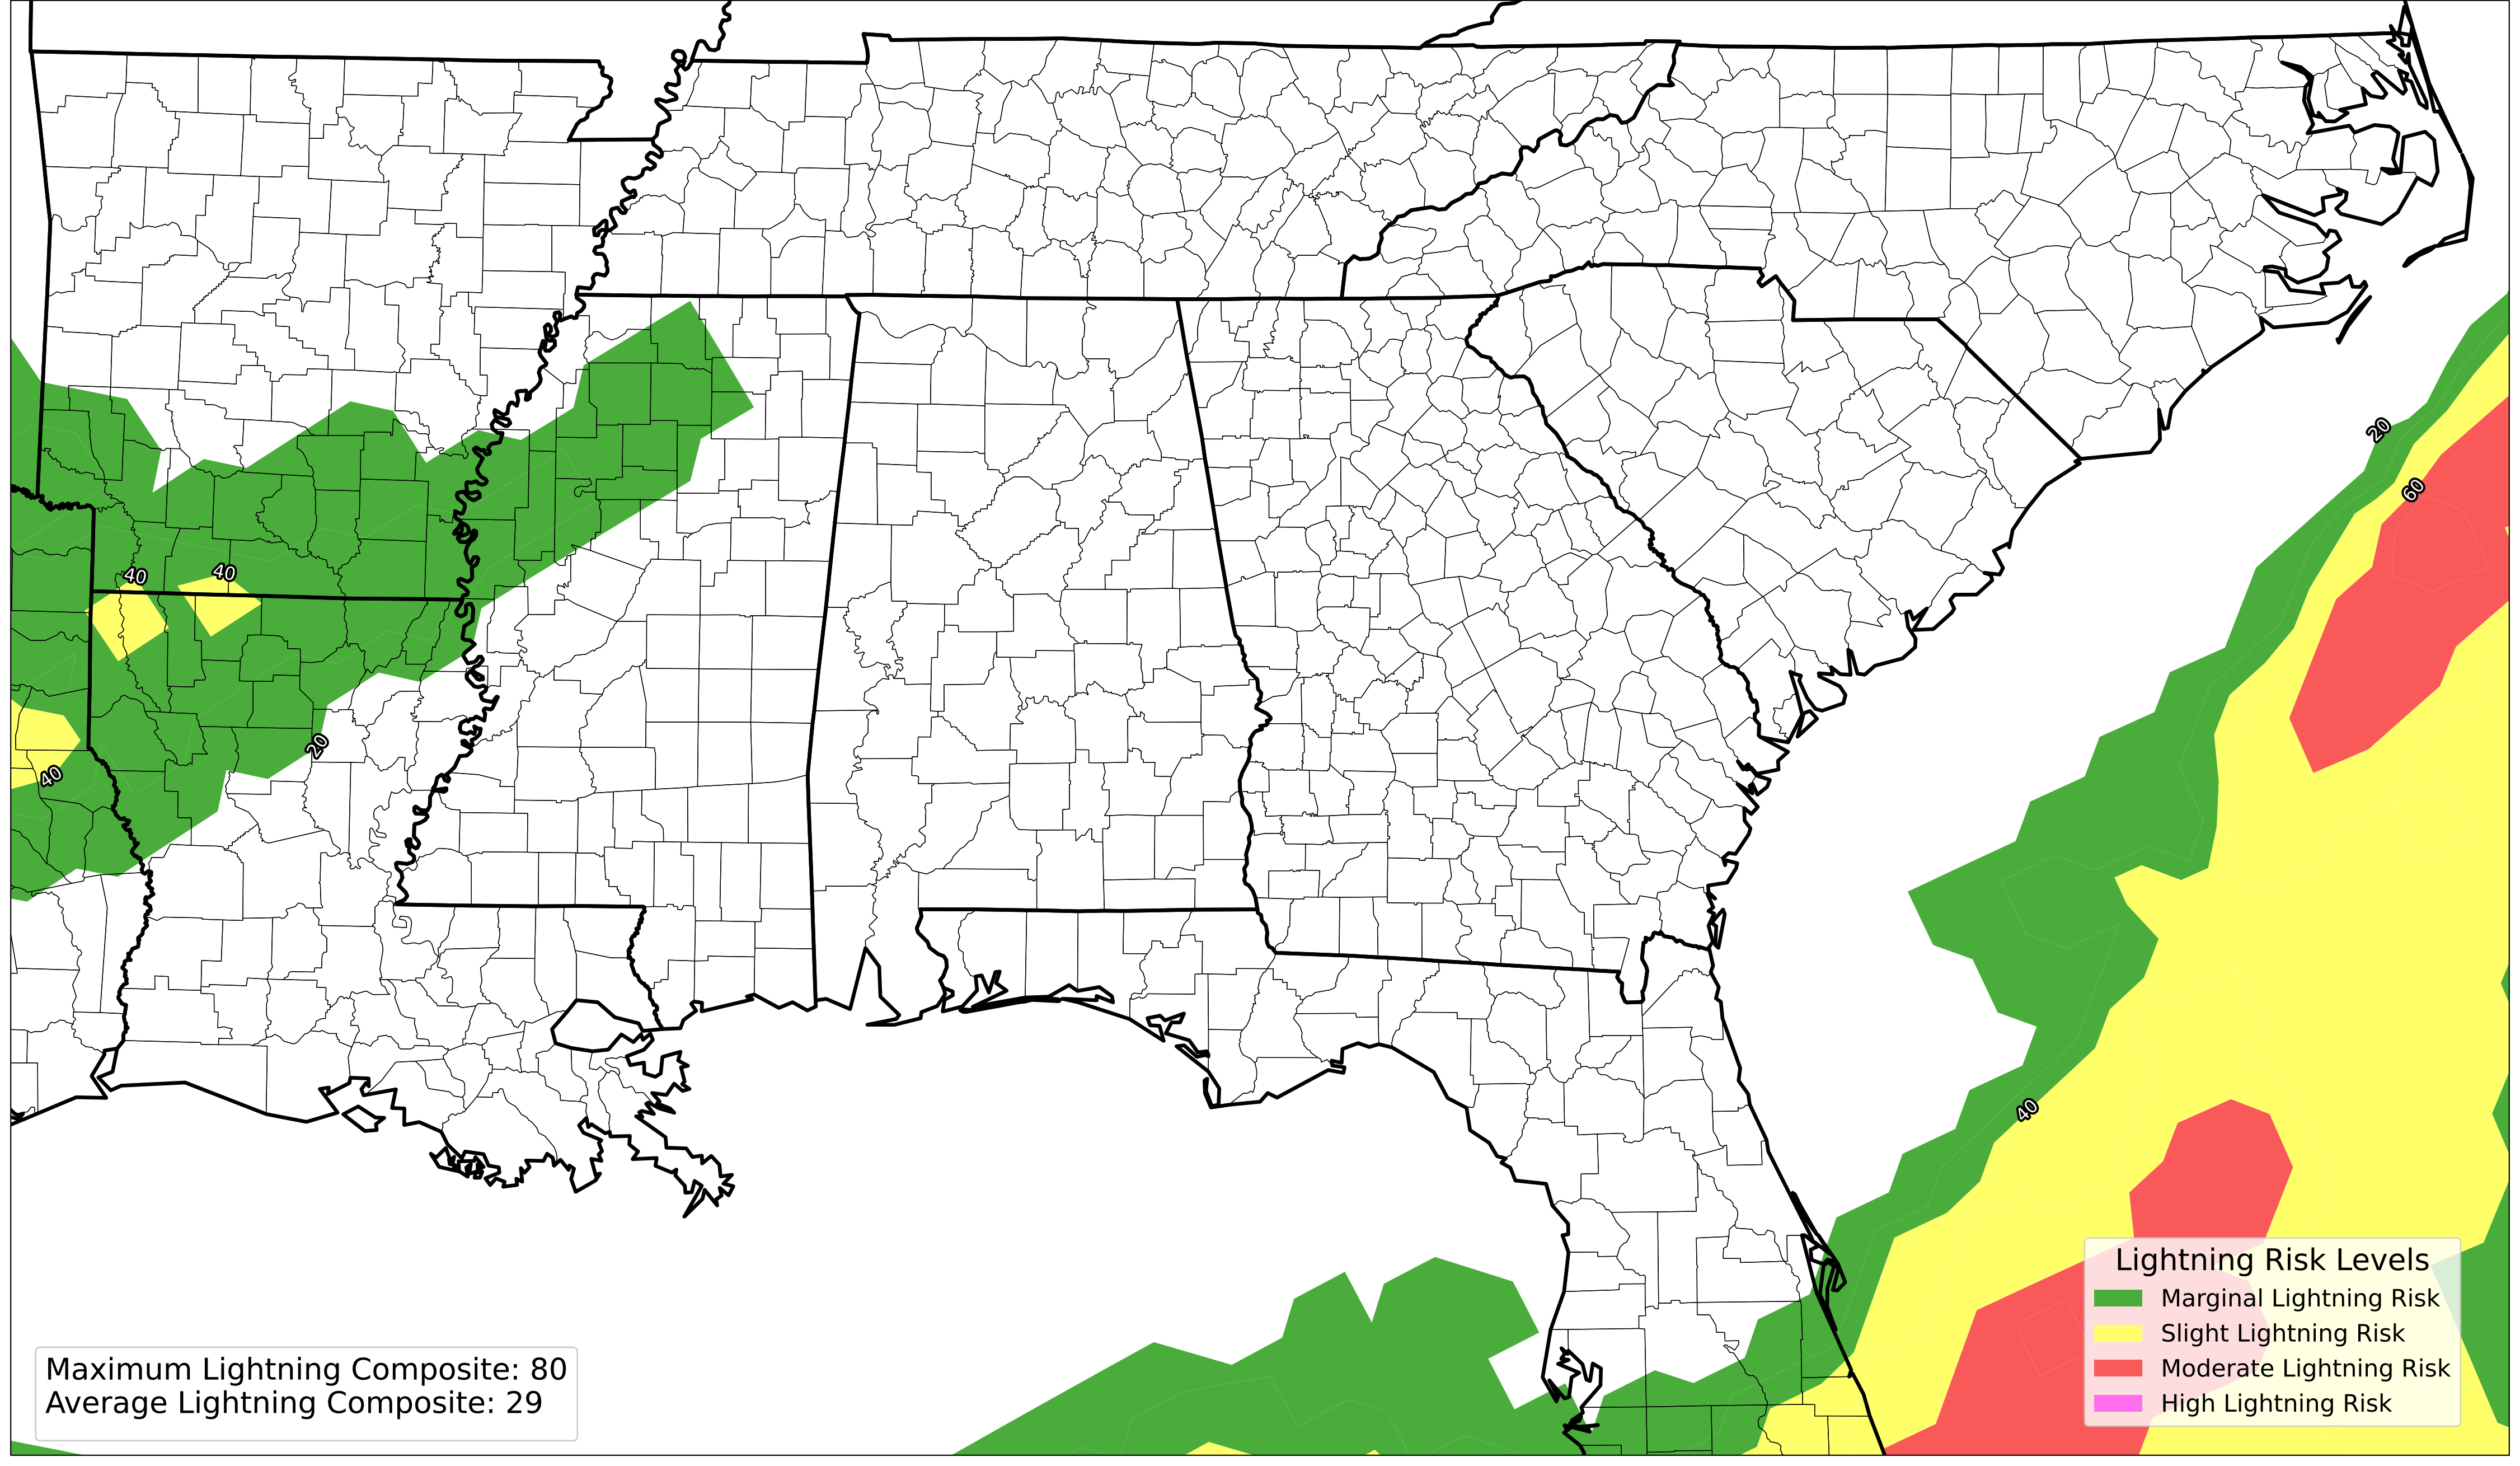 20
60
40
40
20
40
40
Lightning Risk Levels
Marginal Lightning Risk
Slight Lightning Risk
Moderate Lightning Risk
High Lightning Risk
Maximum Lightning Composite: 80
Average Lightning Composite: 29